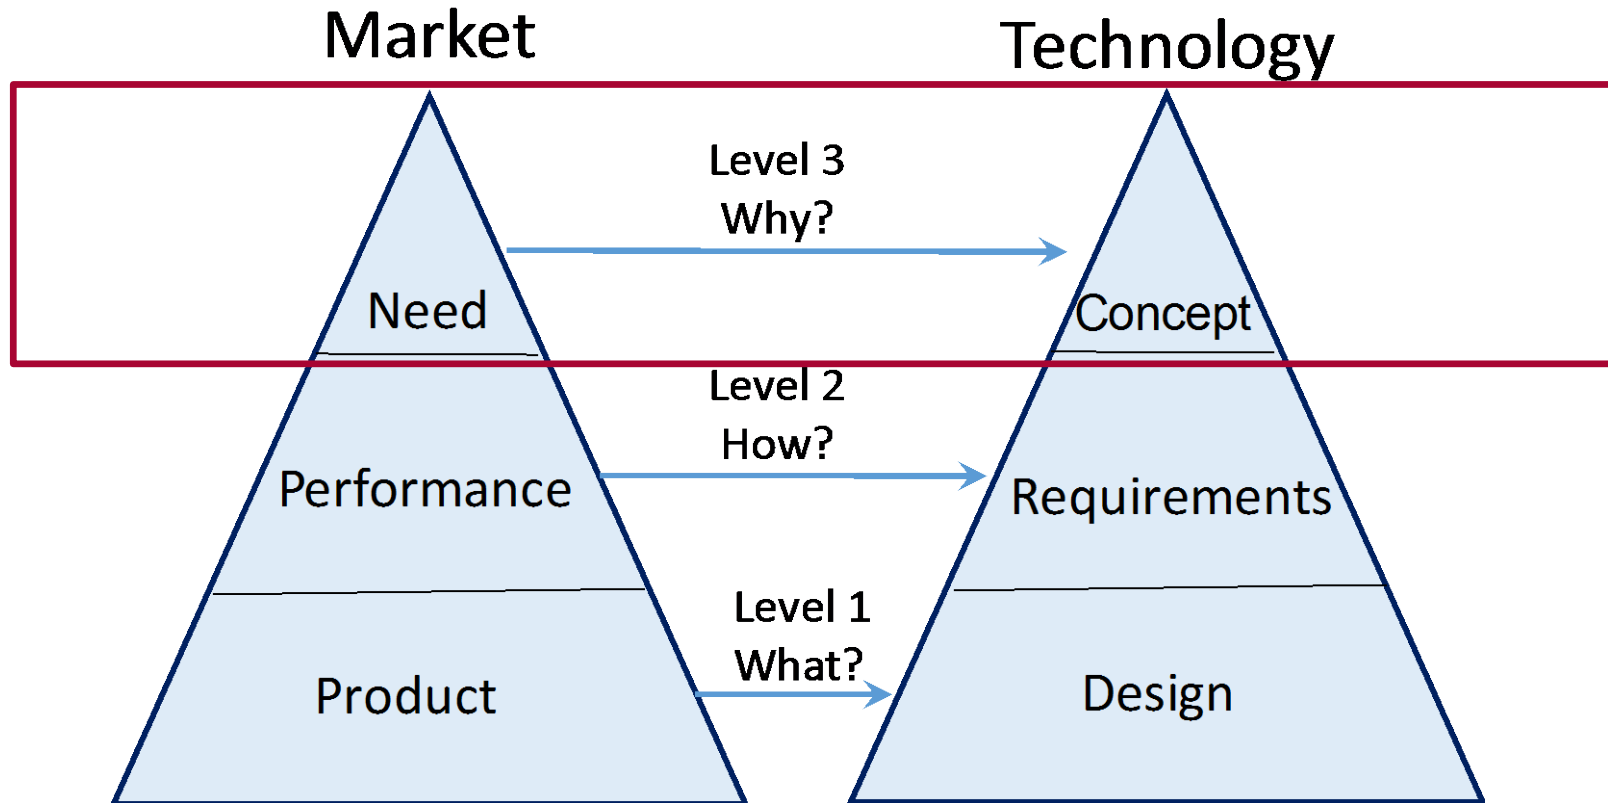 Market
Technology
Level 3
Why?
Need
Concept
Level 2
How?
Performance
Requirements
Level 1
What?
Product
Design